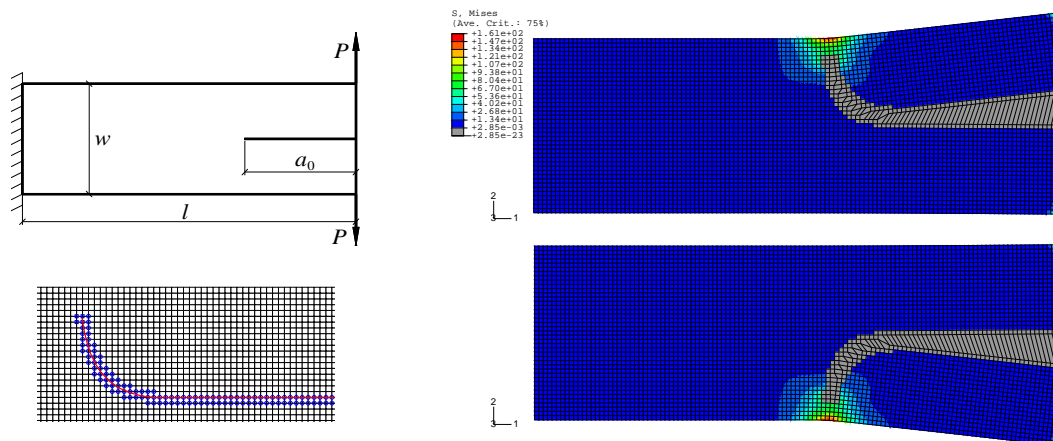 P
w
a₀
l
P
S, Mises
(Ave. Crit.: 75%)
+1.61e+02
+1.47e+02
+1.34e+02
+1.21e+02
+1.07e+02
+9.38e+01
+8.04e+01
+6.70e+01
+5.36e+01
+4.02e+01
+2.68e+01
+1.34e+01
+2.85e-03
+2.85e-23
2
3 1
2
3 1